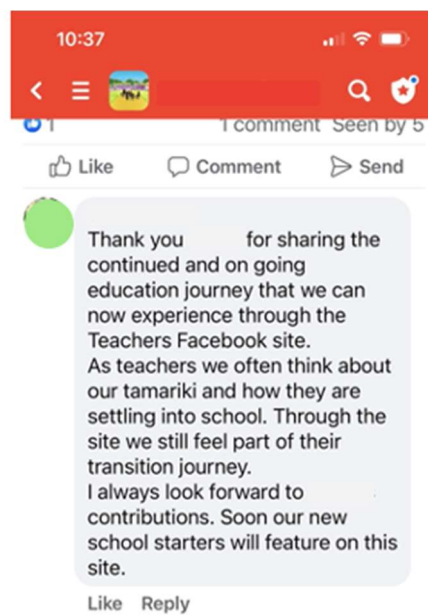 10:37
1 comment Seen by 5
Like Comment Send
Thank you for sharing the
continued and on going
education journey that we can
now experience through the
Teachers Facebook site.
As teachers we often think about
our tamariki and how they are
settling into school. Through the
site we still feel part of their
transition journey.
I always look forward to
contributions. Soon our new
school starters will feature on this
site.
Like Reply